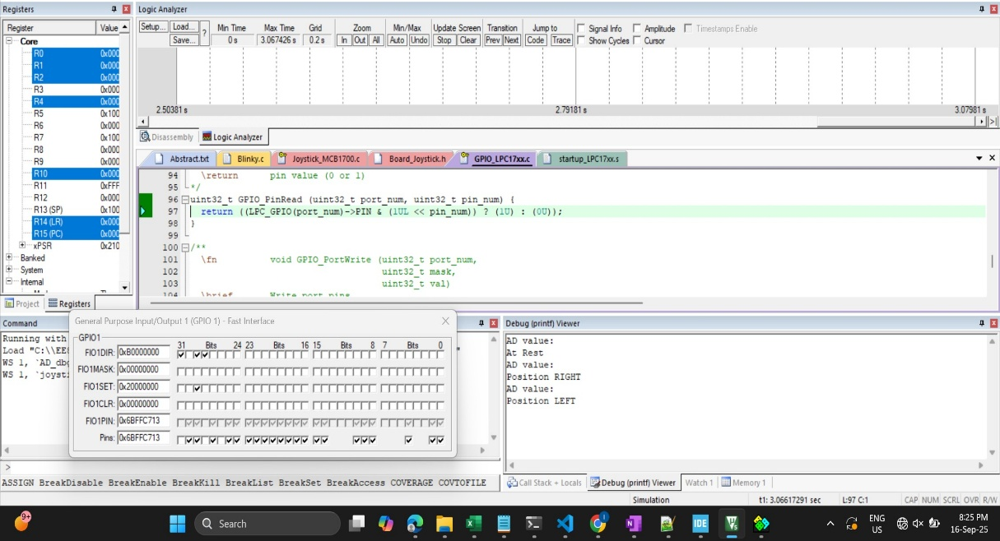 Registers
Register Value
Core
R0 0x000
R1 0x000
R2 0x000
R3 0x000
R4 0x000
R5 0x100
R6 0x000
R7 0x100
R8 0x000
R9 0x000
R10 0x000
R11 0xFFF
R12 0x000
R13 (SP) 0x100
R14 (LR) 0x000
R15 (PC) 0x000
xPSR 0x210
Banked
System
Internal
Project Registers
Logic Analyzer
Setup... Load... ? Min Time Max Time Grid Zoom Min/Max Update Screen Transition Jump to Signal Info Amplitude Timestamps Enable
Save... 0 s 3.067426 s 0.2 s In Out All Auto Undo Stop Clear Prev Next Code Trace Show Cycles Cursor
2.50381 s 2.79181 s 3.07981 s
Disassembly Logic Analyzer
Abstract.txt Blinky.c Joystick_MCB1700.c Board_Joystick.h GPIO_LPC17xx.c startup_LPC17xx.s
94 \return pin value (0 or 1)
95 */
96 uint32_t GPIO_PinRead (uint32_t port_num, uint32_t pin_num) {
97 return ((LPC_GPIO(port_num)->PIN & (1UL << pin_num)) ? (1U) : (0U));
98 }
99
100 /**
101 \fn void GPIO_PortWrite (uint32_t port_num,
102 uint32_t mask,
103 uint32_t val)
104 \brief Write port pins
Command
Running with
Load "C:\\EE
WS 1, `AD_db
WS 1, `joyst
>
ASSIGN BreakDisable BreakEnable BreakKill BreakList BreakSet BreakAccess COVERAGE COVTOFILE
General Purpose Input/Output 1 (GPIO 1) - Fast Interface
GPIO1
31 Bits 24 23 Bits 16 15 Bits 8 7 Bits 0
FIO1DIR: 0xB0000000
FIO1MASK: 0x00000000
FIO1SET: 0x20000000
FIO1CLR: 0x00000000
FIO1PIN: 0x6BFFC713
Pins: 0x6BFFC713
Debug (printf) Viewer
AD value:
At Rest
AD value:
Position RIGHT
AD value:
Position LEFT
Call Stack + Locals Debug (printf) Viewer Watch 1 Memory 1
Simulation t1: 3.06617291 sec L:97 C:1 CAP NUM SCRL OVR R/W
9+
Search
IDE
ENG
US
8:25 PM
16-Sep-25